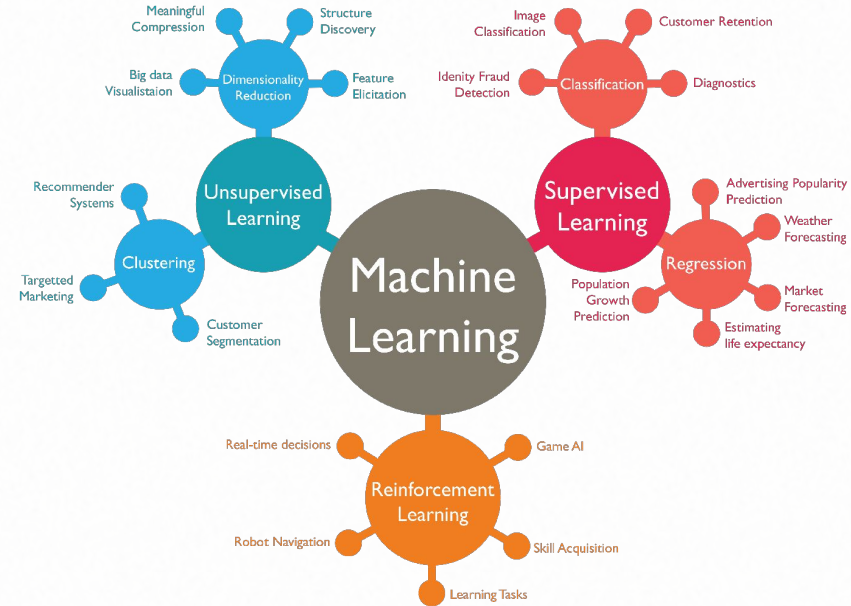 Meaningful
Compression
Structure
Discovery
Big data
Visualistaion
Dimensionality
Reduction
Feature
Elicitation
Unsupervised
Learning
Recommender
Systems
Clustering
Targetted
Marketing
Customer
Segmentation
Machine
Learning
Image
Classification
Customer Retention
Idenity Fraud
Detection
Classification
Diagnostics
Supervised
Learning
Advertising Popularity
Prediction
Weather
Forecasting
Regression
Population
Growth
Prediction
Market
Forecasting
Estimating
life expectancy
Real-time decisions
Game AI
Reinforcement
Learning
Robot Navigation
Skill Acquisition
Learning Tasks